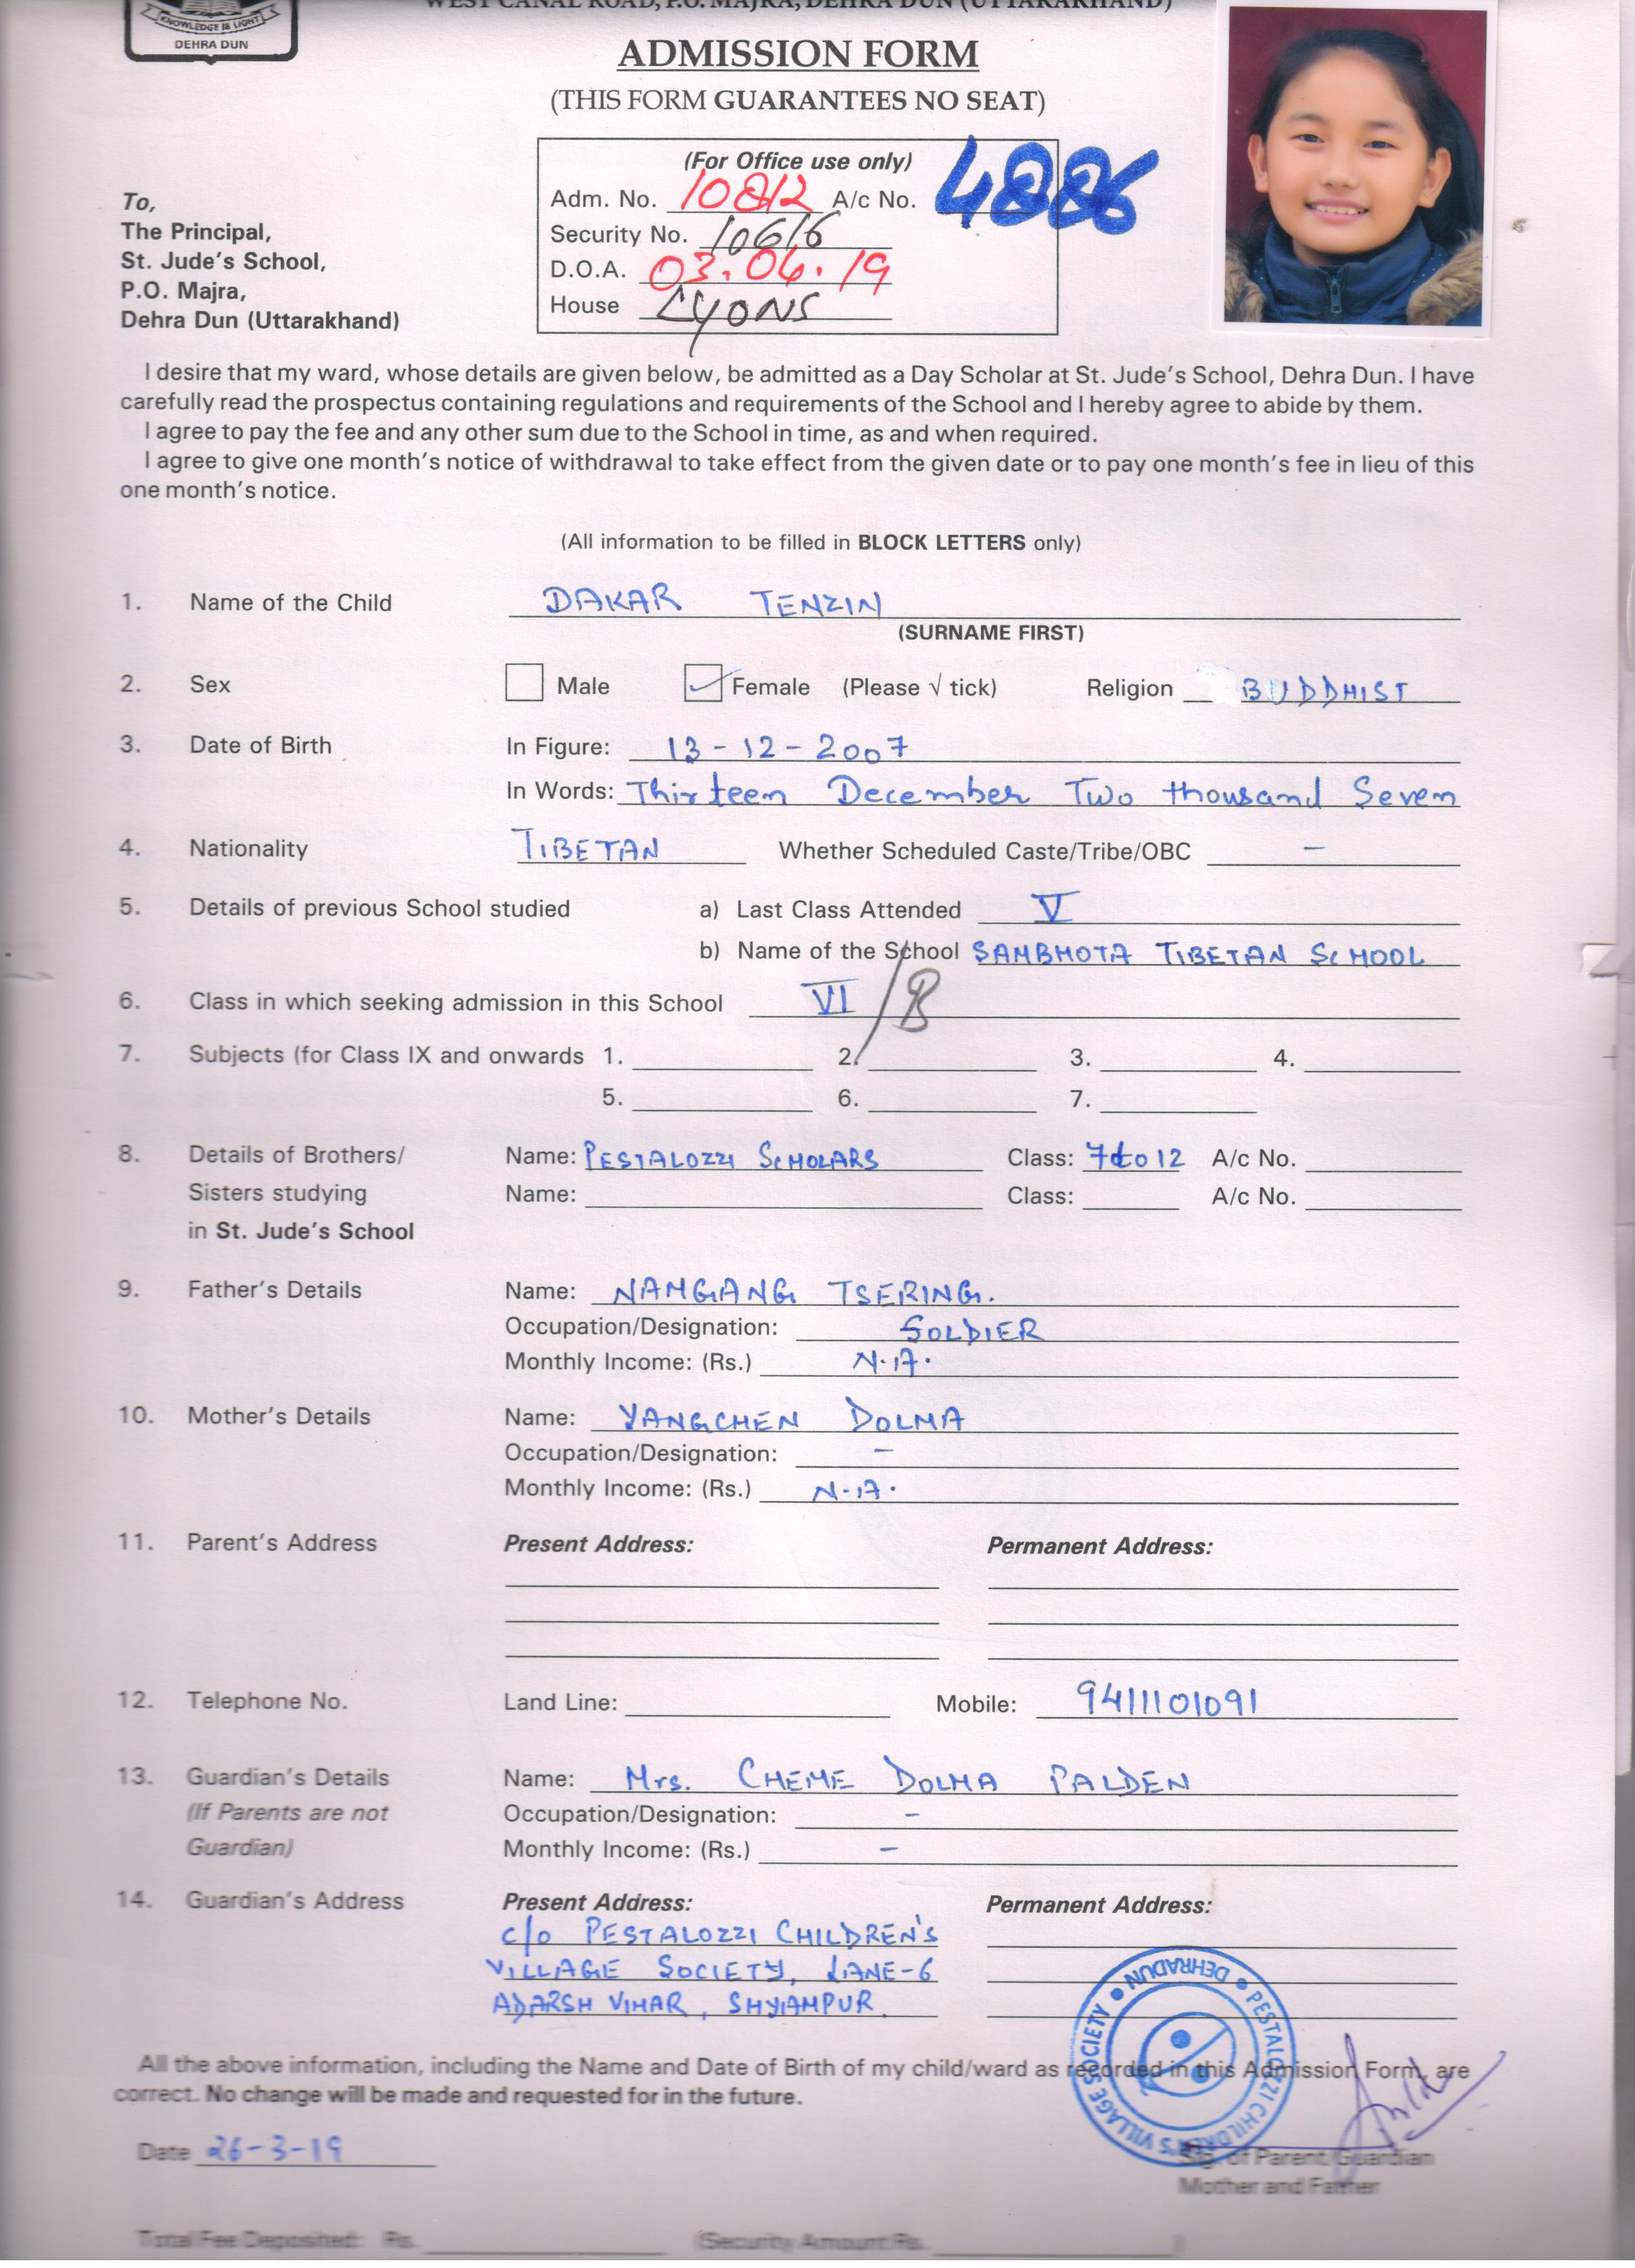 WEST CANAL ROAD, P.O. MAJRA, DEHRA DUN (UTTARAKHAND)
KNOWLEDGE IS LIGHT
DEHRA DUN
ADMISSION FORM
(THIS FORM GUARANTEES NO SEAT)
(For Office use only)
Adm. No. 10812 A/c No. 4886
Security No. 10616
D.O.A. 03.04.19
House LYONS
To,
The Principal,
St. Jude's School,
P.O. Majra,
Dehra Dun (Uttarakhand)
I desire that my ward, whose details are given below, be admitted as a Day Scholar at St. Jude's School, Dehra Dun. I have
carefully read the prospectus containing regulations and requirements of the School and I hereby agree to abide by them.
I agree to pay the fee and any other sum due to the School in time, as and when required.
I agree to give one month's notice of withdrawal to take effect from the given date or to pay one month's fee in lieu of this
one month's notice.
(All information to be filled in BLOCK LETTERS only)
1. Name of the Child DAKAR TENZIN
(SURNAME FIRST)
2. Sex Male Female (Please √ tick) Religion BUDDHIST
3. Date of Birth In Figure: 13-12-2007
In Words: Thirteen December Two thousand Seven
4. Nationality TIBETAN Whether Scheduled Caste/Tribe/OBC –
5. Details of previous School studied a) Last Class Attended V
b) Name of the School SAMBHOTA TIBETAN SCHOOL
6. Class in which seeking admission in this School VI / B
7. Subjects (for Class IX and onwards 1. 2. 3. 4.
5. 6. 7.
8. Details of Brothers/ Name: PESTALOZZI SCHOLARS Class: 7 to 12 A/c No.
Sisters studying Name: Class: A/c No.
in St. Jude's School
9. Father's Details Name: NAMGANG TSERING.
Occupation/Designation: SOLDIER
Monthly Income: (Rs.) N.A.
10. Mother's Details Name: YANGCHEN DOLMA
Occupation/Designation: –
Monthly Income: (Rs.) N.A.
11. Parent's Address Present Address: Permanent Address:
12. Telephone No. Land Line: Mobile: 9411101091
13. Guardian's Details Name: Mrs. CHEME DOLMA PALDEN
(If Parents are not Occupation/Designation: –
Guardian) Monthly Income: (Rs.) –
14. Guardian's Address Present Address: Permanent Address:
c/o PESTALOZZI CHILDREN'S
VILLAGE SOCIETY, LANE-6
ADARSH VIHAR, SHYAMPUR
PESTALOZZI CHILDREN'S VILLAGE SOCIETY • DEHRADUN •
All the above information, including the Name and Date of Birth of my child/ward as recorded in this Admission Form, are
correct. No change will be made and requested for in the future.
Date 26-3-19
Sig. of Parent/Guardian
Mother and Father
Total Fee Deposited: Rs. (Security Amount Rs. )